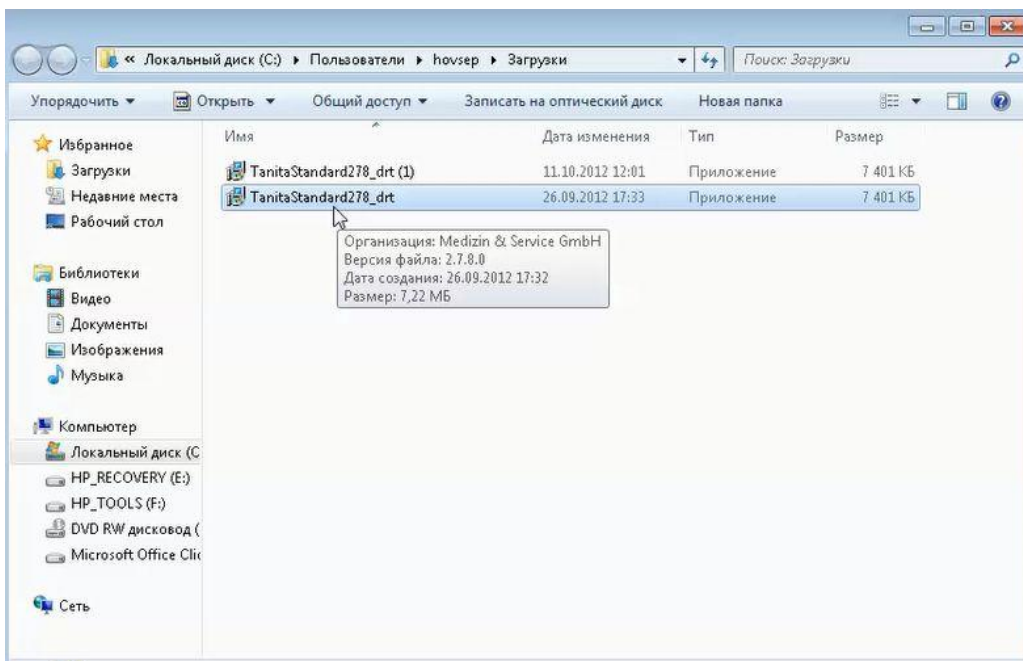 « Локальный диск (C:) ▸ Пользователи ▸ hovsep ▸ Загрузки
Поиск: Загрузки
Упорядочить Открыть Общий доступ Записать на оптический диск Новая папка
Имя Дата изменения Тип Размер
TanitaStandard278_drt (1) 11.10.2012 12:01 Приложение 7 401 КБ
TanitaStandard278_drt 26.09.2012 17:33 Приложение 7 401 КБ
Организация: Medizin & Service GmbH
Версия файла: 2.7.8.0
Дата создания: 26.09.2012 17:32
Размер: 7,22 МБ
Избранное
Загрузки
Недавние места
Рабочий стол
Библиотеки
Видео
Документы
Изображения
Музыка
Компьютер
Локальный диск (C
HP_RECOVERY (E:)
HP_TOOLS (F:)
DVD RW дисковод (
Microsoft Office Clic
Сеть